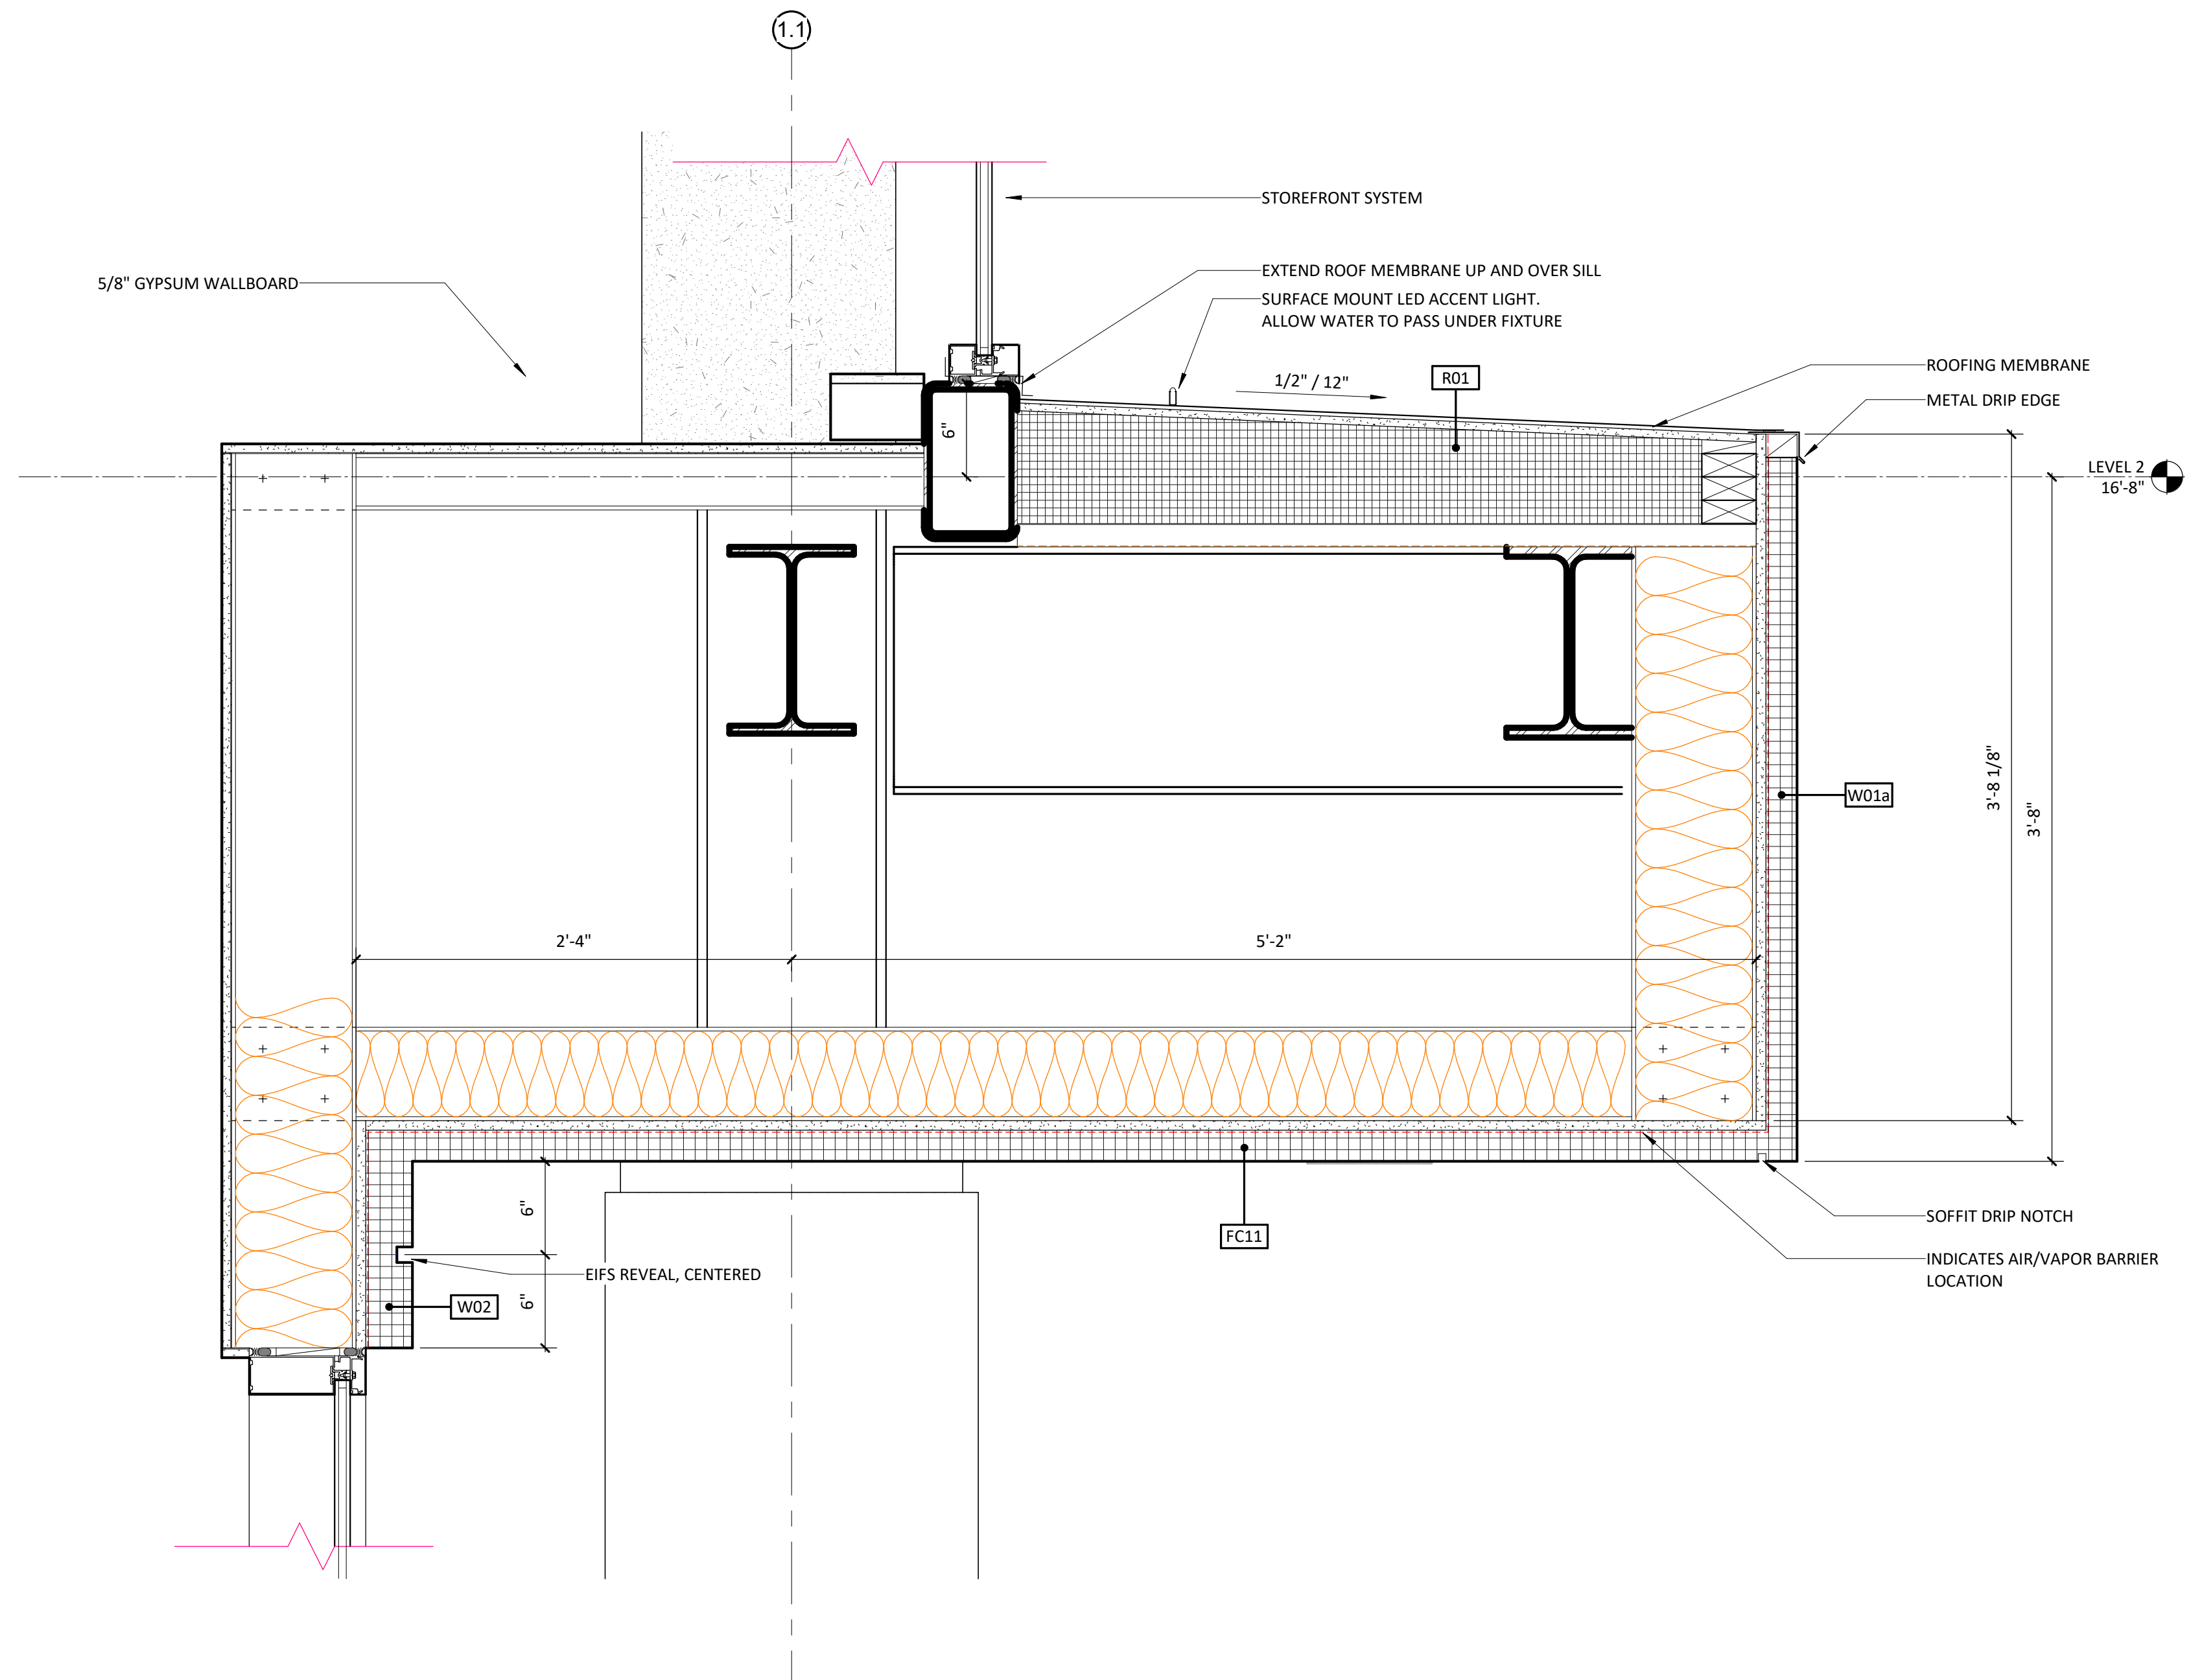 1.1
STOREFRONT SYSTEM
5/8" GYPSUM WALLBOARD
EXTEND ROOF MEMBRANE UP AND OVER SILL
SURFACE MOUNT LED ACCENT LIGHT.
ALLOW WATER TO PASS UNDER FIXTURE
1/2" / 12"
R01
ROOFING MEMBRANE
METAL DRIP EDGE
6"
LEVEL 2
16'-8"
W01a
3'-8 1/8"
3'-8"
2'-4"
5'-2"
6"
6"
EIFS REVEAL, CENTERED
W02
FC11
SOFFIT DRIP NOTCH
INDICATES AIR/VAPOR BARRIER
LOCATION